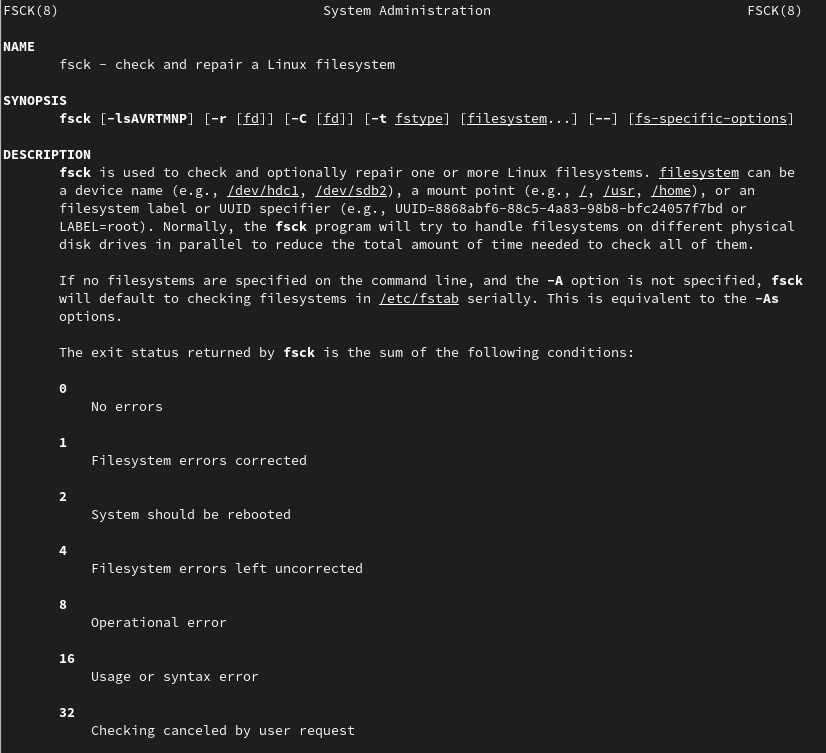 FSCK(8) System Administration FSCK(8)
NAME
fsck - check and repair a Linux filesystem
SYNOPSIS
fsck [-lsAVRTMNP] [-r [fd]] [-C [fd]] [-t fstype] [filesystem...] [--] [fs-specific-options]
DESCRIPTION
fsck is used to check and optionally repair one or more Linux filesystems. filesystem can be
a device name (e.g., /dev/hdc1, /dev/sdb2), a mount point (e.g., /, /usr, /home), or an
filesystem label or UUID specifier (e.g., UUID=8868abf6-88c5-4a83-98b8-bfc24057f7bd or
LABEL=root). Normally, the fsck program will try to handle filesystems on different physical
disk drives in parallel to reduce the total amount of time needed to check all of them.
If no filesystems are specified on the command line, and the -A option is not specified, fsck
will default to checking filesystems in /etc/fstab serially. This is equivalent to the -As
options.
The exit status returned by fsck is the sum of the following conditions:
0
No errors
1
Filesystem errors corrected
2
System should be rebooted
4
Filesystem errors left uncorrected
8
Operational error
16
Usage or syntax error
32
Checking canceled by user request